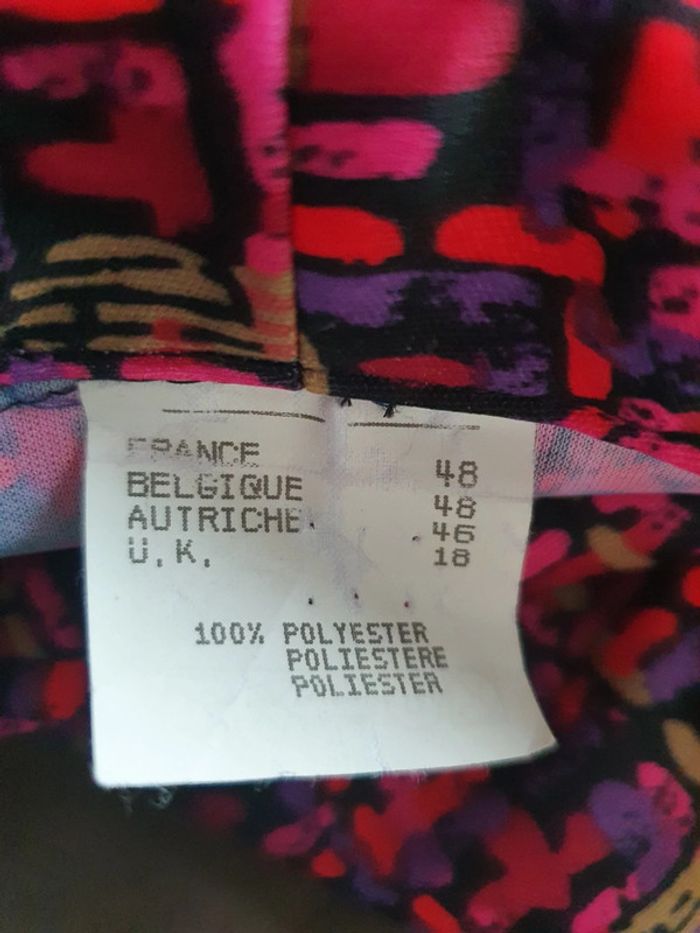 FRANCE 48
BELGIQUE 48
AUTRICHE 46
U.K. 18
100% POLYESTER
POLIESTERE
POLIESTER